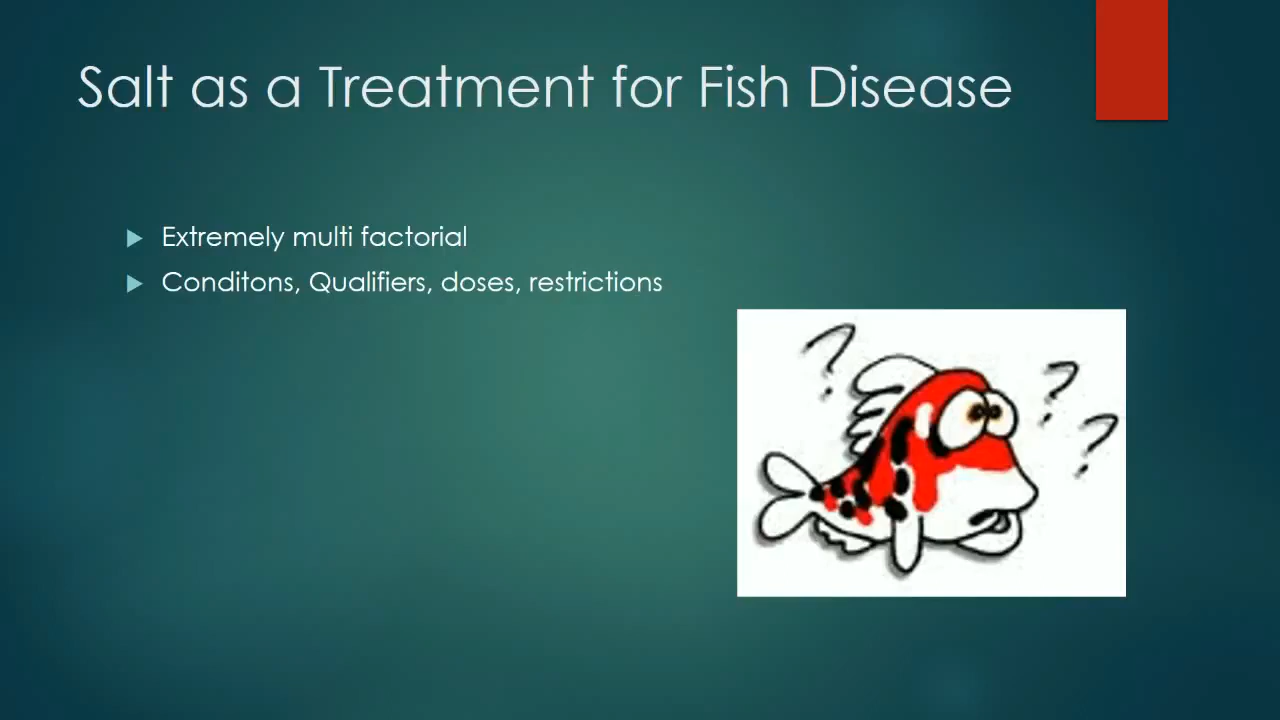 Salt as a Treatment for Fish Disease
Extremely multi factorial
Conditons, Qualifiers, doses, restrictions
? ? ?